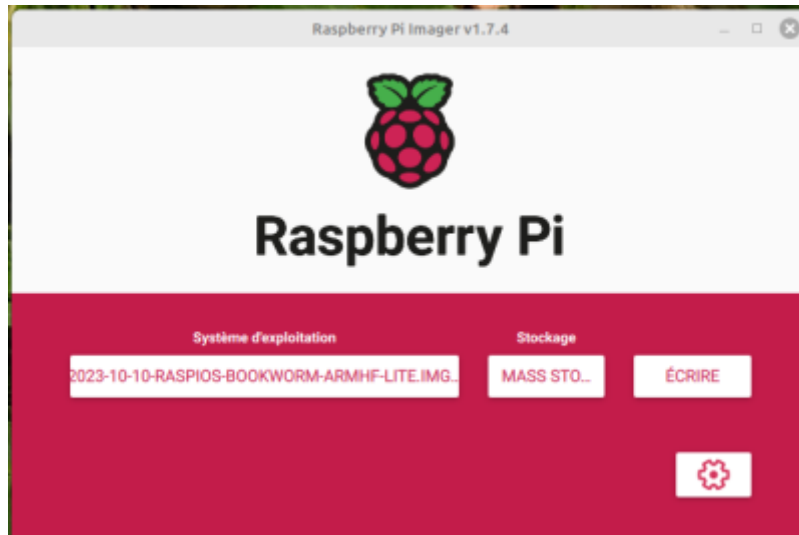 Raspberry Pi Imager v1.7.4
Raspberry Pi
Système d'exploitation
Stockage
2023-10-10-RASPIOS-BOOKWORM-ARMHF-LITE.IMG..
MASS STO...
ÉCRIRE